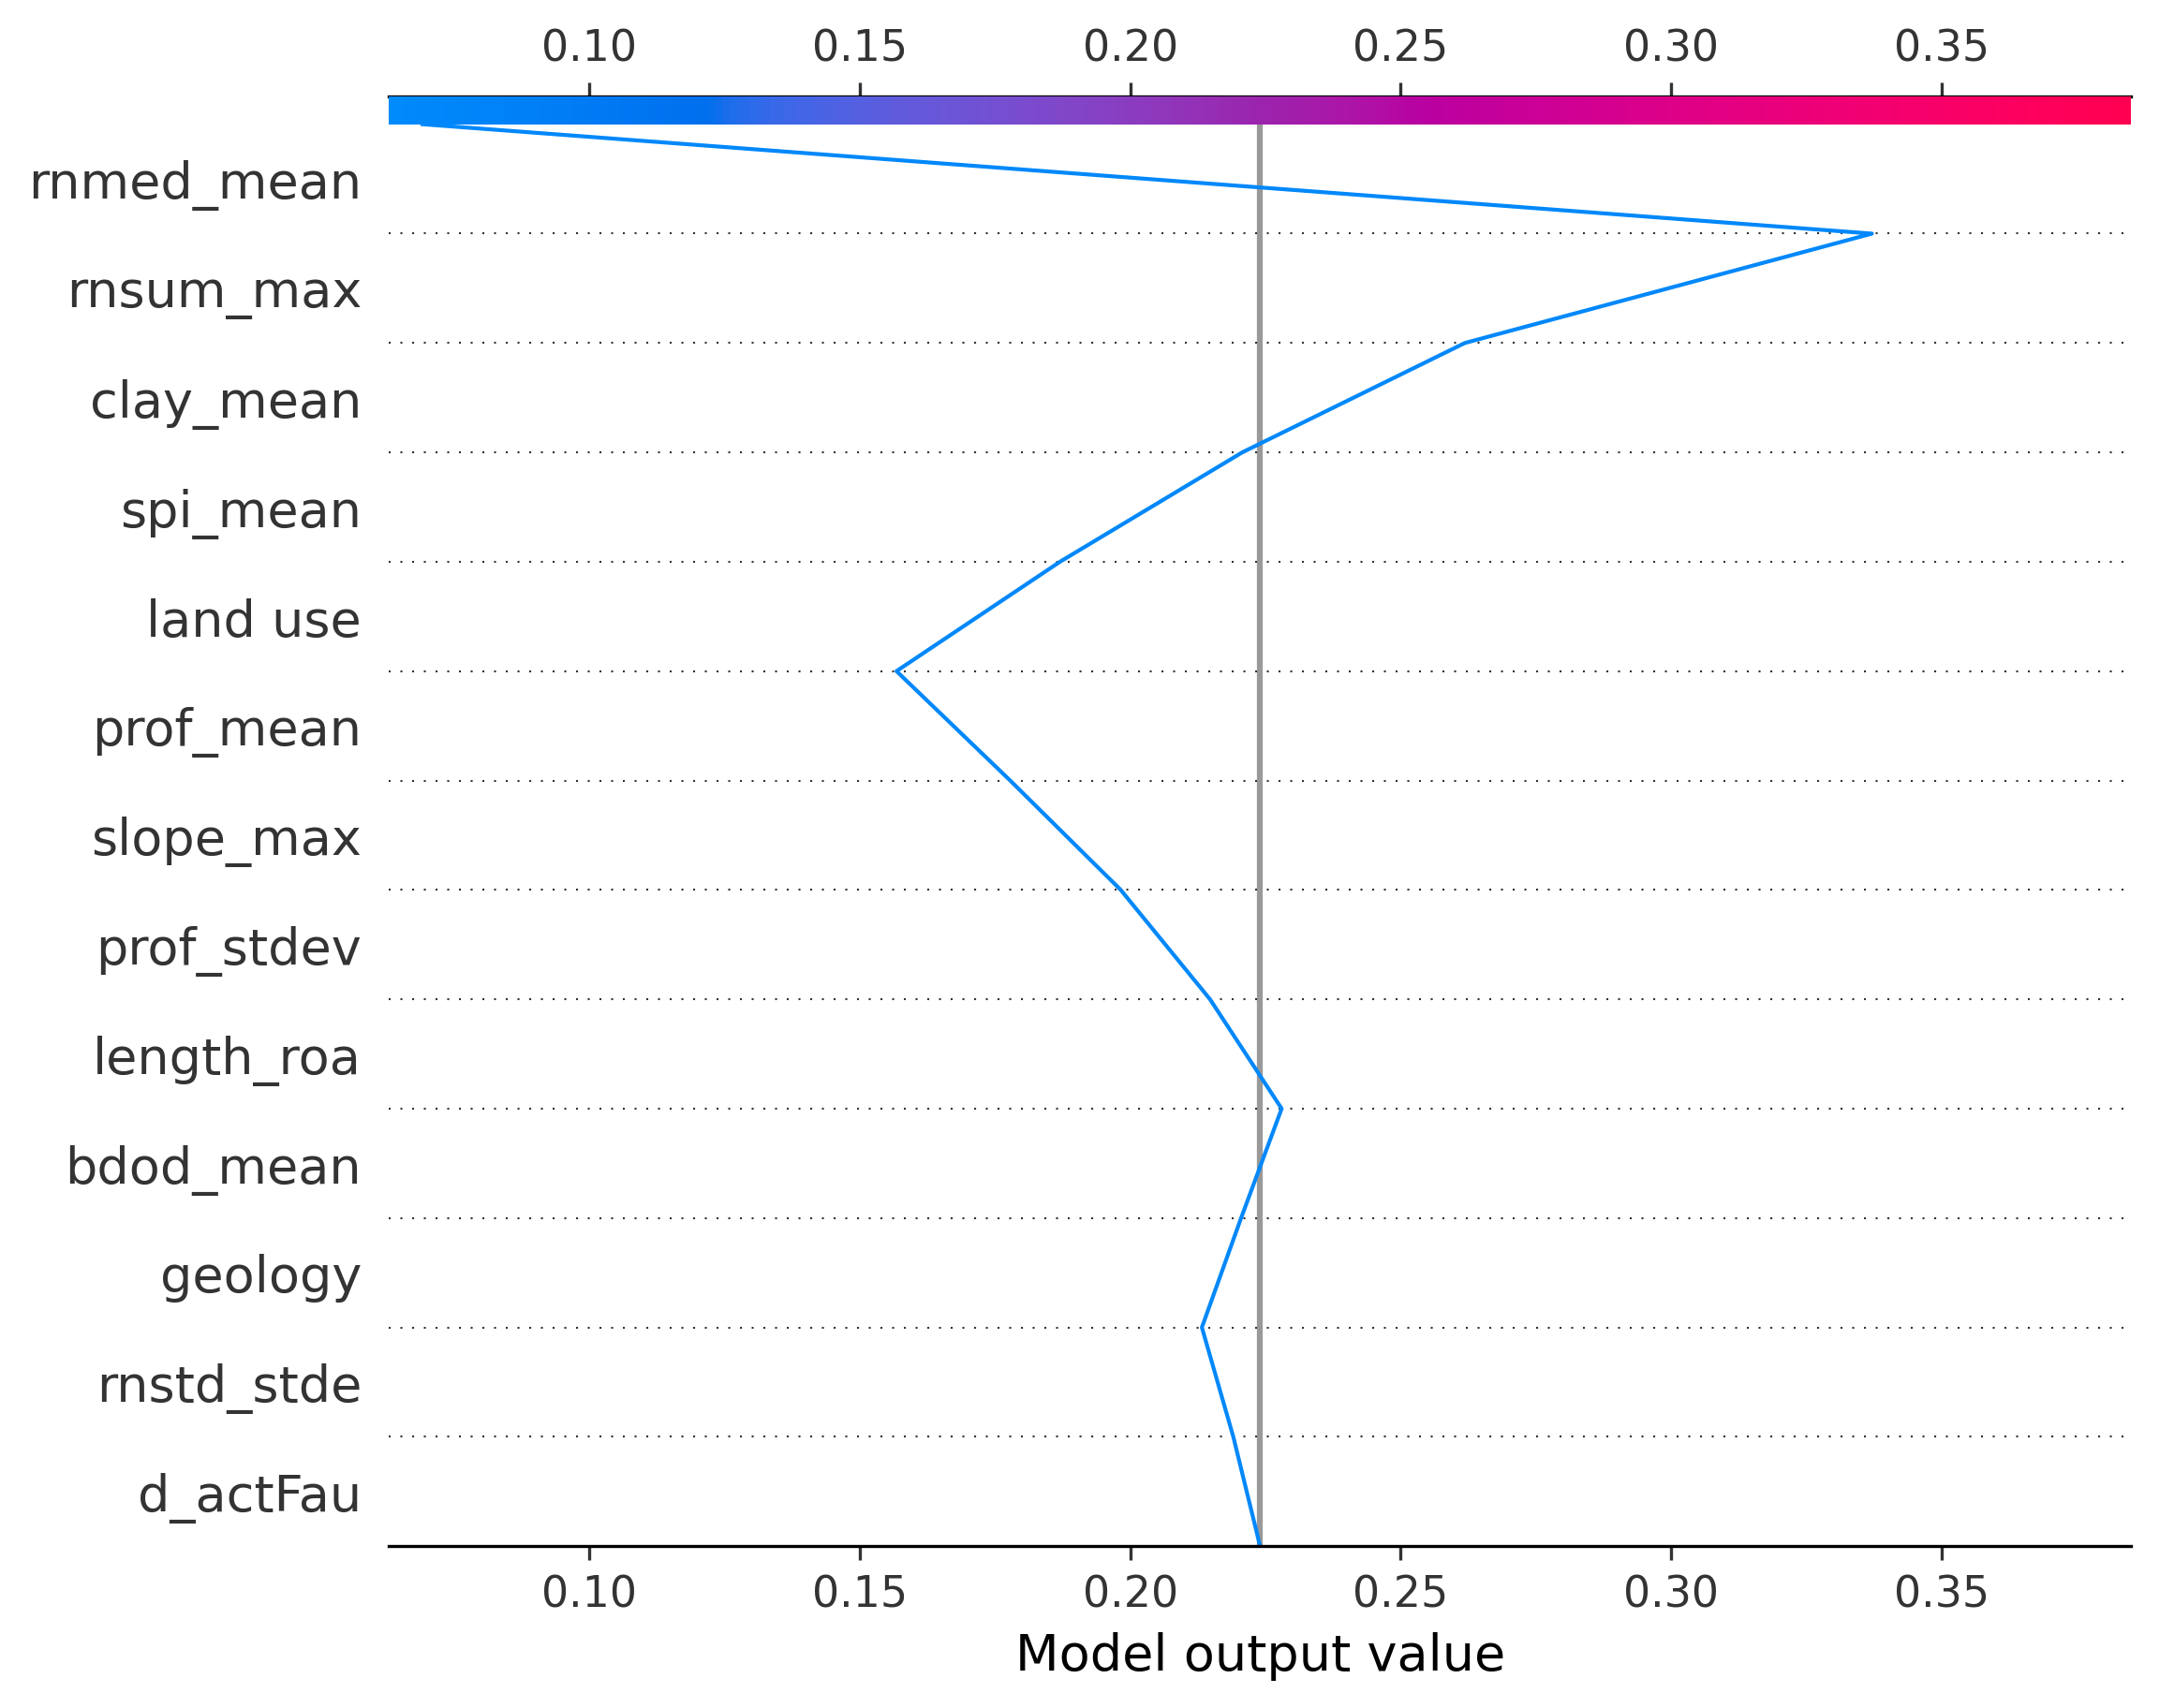 0.10 0.15 0.20 0.25 0.30 0.35
rnmed_mean
rnsum_max
clay_mean
spi_mean
land use
prof_mean
slope_max
prof_stdev
length_roa
bdod_mean
geology
rnstd_stde
d_actFau
0.10 0.15 0.20 0.25 0.30 0.35
Model output value